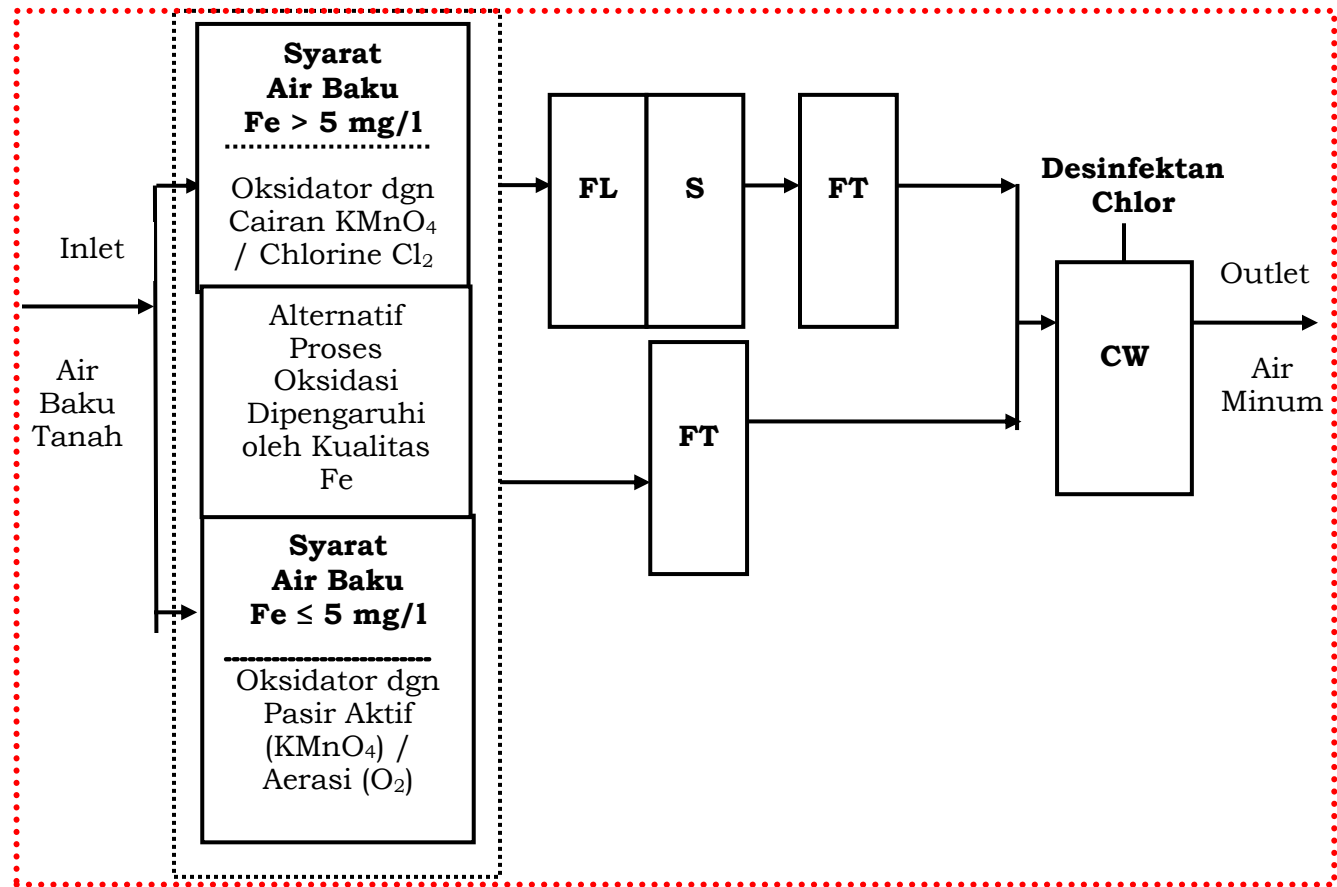 Inlet
Air
Baku
Tanah
Syarat
Air Baku
Fe > 5 mg/l
Oksidator dgn
Cairan KMnO₄
/ Chlorine Cl₂
Alternatif
Proses
Oksidasi
Dipengaruhi
oleh Kualitas
Fe
Syarat
Air Baku
Fe ≤ 5 mg/l
Oksidator dgn
Pasir Aktif
(KMnO₄) /
Aerasi (O₂)
FL
S
FT
FT
Desinfektan
Chlor
CW
Outlet
Air
Minum